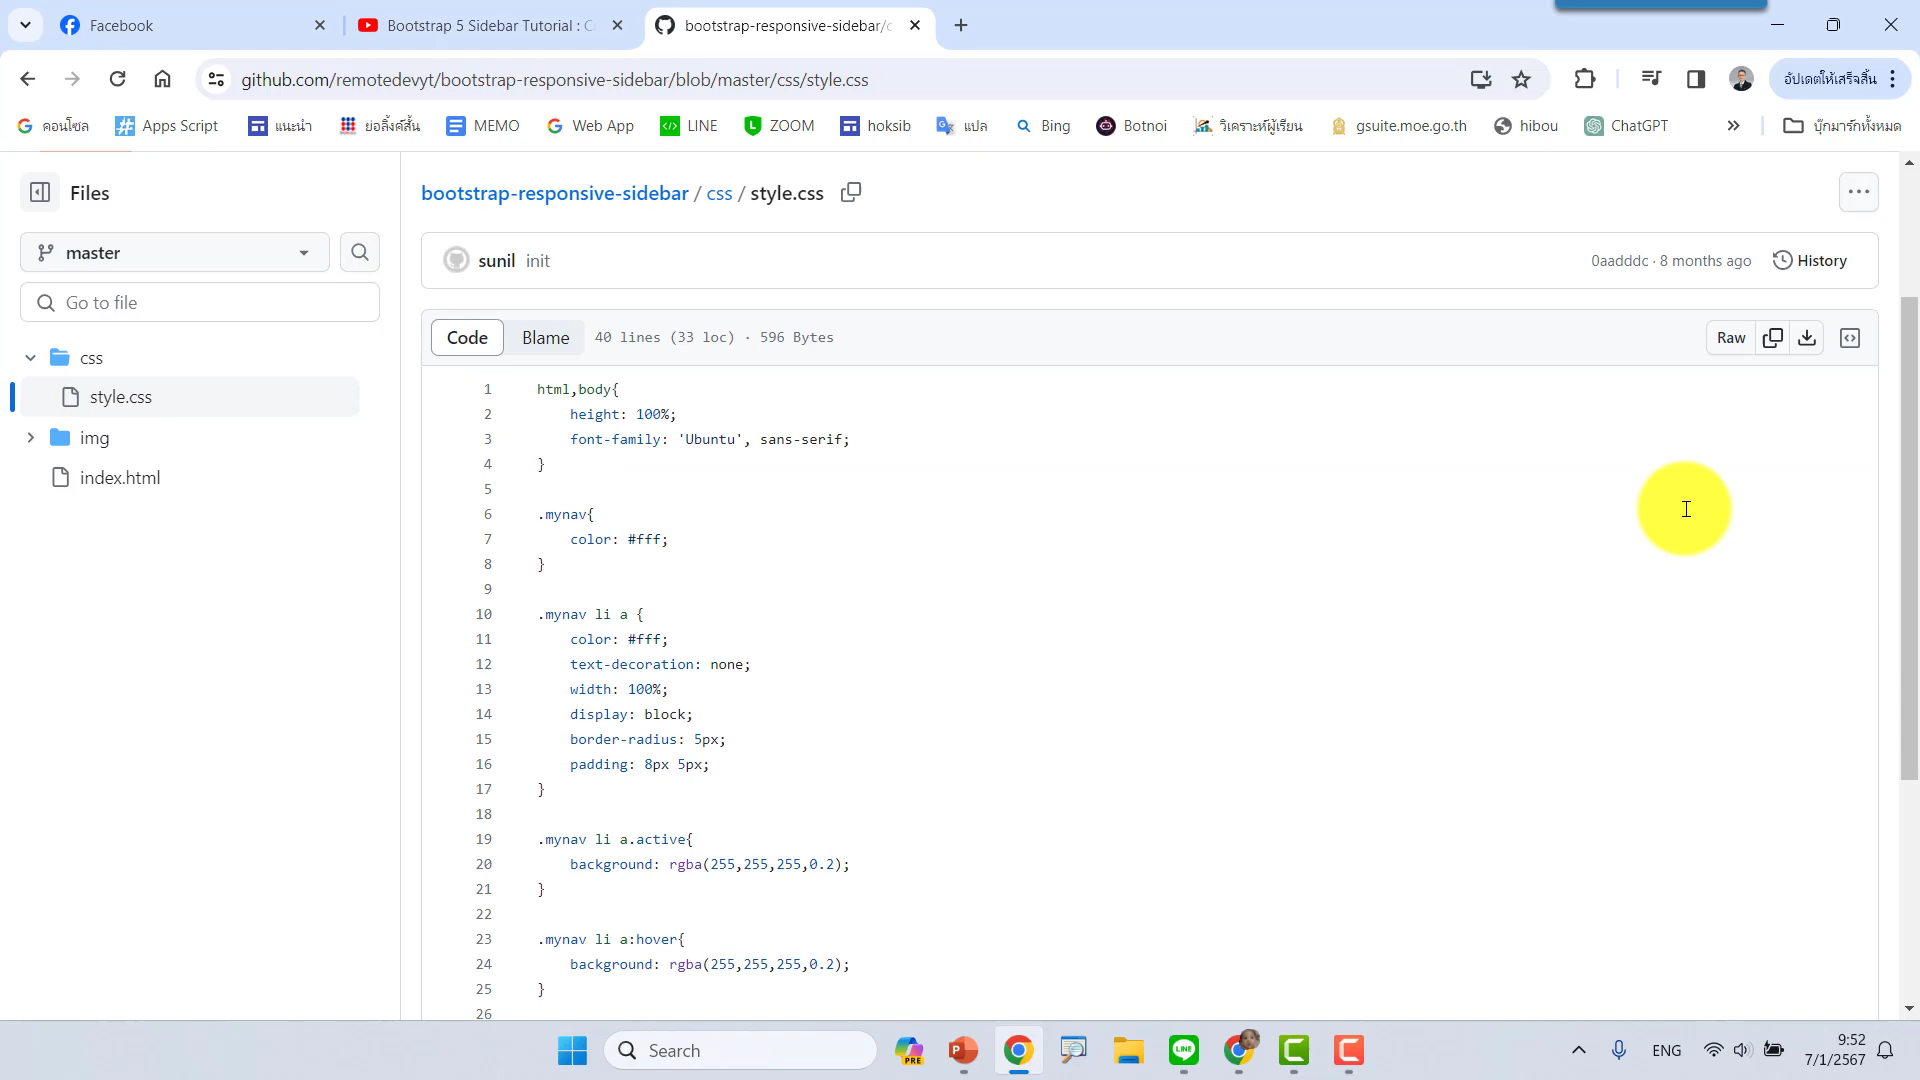 Facebook
Bootstrap 5 Sidebar Tutorial : C
bootstrap-responsive-sidebar/c
github.com/remotedevyt/bootstrap-responsive-sidebar/blob/master/css/style.css
อัปเดตให้เสร็จสิ้น
คอนโซล
Apps Script
แนะนำ
ย่อลิ้งค์สั้น
MEMO
Web App
LINE
ZOOM
hoksib
แปล
Bing
Botnoi
วิเคราะห์ผู้เรียน
gsuite.moe.go.th
hibou
ChatGPT
บุ๊กมาร์กทั้งหมด
Files
bootstrap-responsive-sidebar / css / style.css
master
sunil init
0aadddc · 8 months ago
History
Go to file
Code
Blame
40 lines (33 loc) · 596 Bytes
Raw
css
style.css
img
index.html
1 html,body{
2 height: 100%;
3 font-family: 'Ubuntu', sans-serif;
4 }
5
6 .mynav{
7 color: #fff;
8 }
9
10 .mynav li a {
11 color: #fff;
12 text-decoration: none;
13 width: 100%;
14 display: block;
15 border-radius: 5px;
16 padding: 8px 5px;
17 }
18
19 .mynav li a.active{
20 background: rgba(255,255,255,0.2);
21 }
22
23 .mynav li a:hover{
24 background: rgba(255,255,255,0.2);
25 }
26
Search
PRE
ENG
9:52
7/1/2567